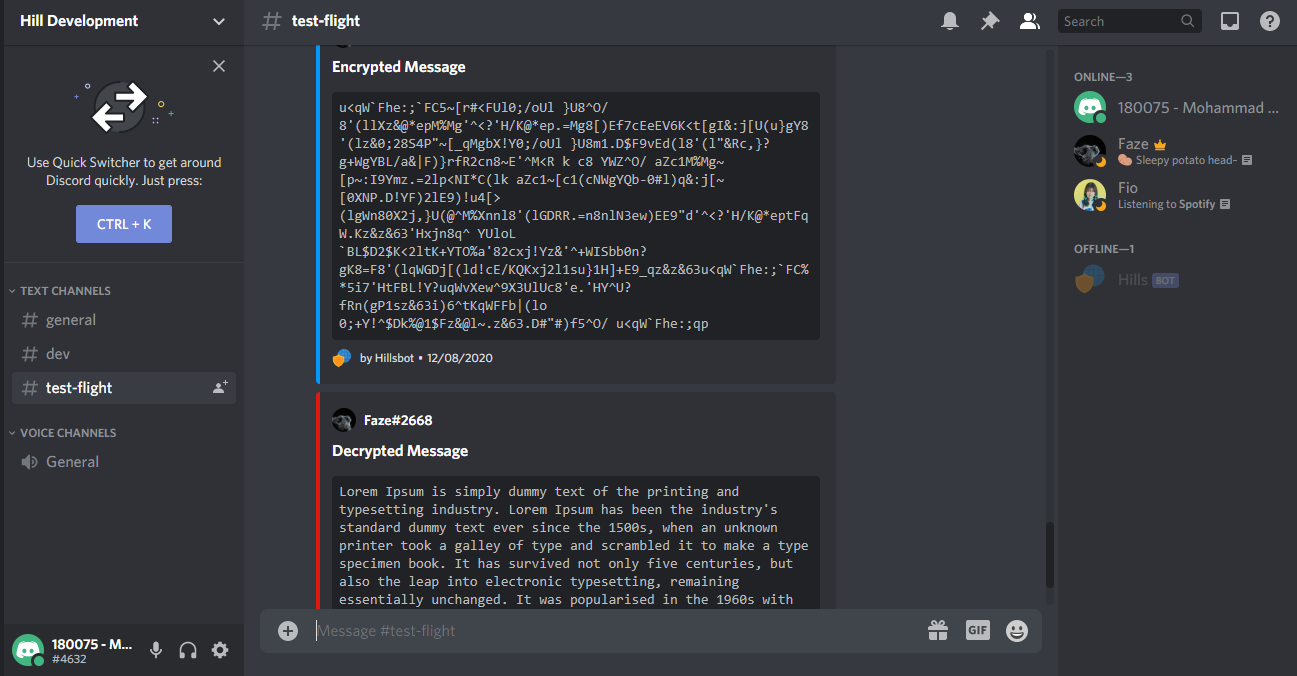 Hill Development
test-flight
Search
Use Quick Switcher to get around
Discord quickly. Just press:
CTRL + K
TEXT CHANNELS
general
dev
test-flight
VOICE CHANNELS
General
180075 - M...
#4632
Encrypted Message
u<qW`Fhe:;`FC5~[r#<FUl0;/oUl }U8^O/
8'(llXz&@*epM%Mg'^<?'H/K@*ep.=Mg8[)Ef7cEeEV6K<t[gI&:j[U(u}gY8
'(lz&0;28S4P"~[_qMgbX!Y0;/oUl }U8m1.D$F9vEd(l8'(l"&Rc,}?
g+WgYBL/a&|F)}rfR2cn8~E'^M<R k c8 YWZ^O/ aZc1M%Mg~
[p~:I9Ymz.=2lp<NI*C(lk aZc1~[c1(cNWgYQb-0#l)q&:j[~
[0XNP.D!YF)2lE9)!u4[>
(lgWn80X2j,}U(@^M%Xnnl8'(lGDRR.=n8nlN3ew)EE9"d'^<?'H/K@*eptFq
W.Kz&z&63'Hxjn8q^ YUloL
`BL$D2$K<2ltK+YTO%a'82cxj!Yz&'^+WISbb0n?
gK8=F8'(lqWGDj[(ld!cE/KQKxj2l1su}1H]+E9_qz&z&63u<qW`Fhe:;`FC%
*5i7'HtFBL!Y?uqWvXew^9X3UlUc8'e.'HY^U?
fRn(gP1sz&63i)6^tKqWFFb|(lo
0;+Y!^$Dk%@1$Fz&@l~.z&63.D#"#)f5^O/ u<qW`Fhe:;qp
by Hillsbot • 12/08/2020
Faze#2668
Decrypted Message
Lorem Ipsum is simply dummy text of the printing and
typesetting industry. Lorem Ipsum has been the industry's
standard dummy text ever since the 1500s, when an unknown
printer took a galley of type and scrambled it to make a type
specimen book. It has survived not only five centuries, but
also the leap into electronic typesetting, remaining
essentially unchanged. It was popularised in the 1960s with
Message #test-flight
GIF
ONLINE—3
180075 - Mohammad ...
Faze
Sleepy potato head-
Fio
Listening to Spotify
OFFLINE—1
Hills BOT